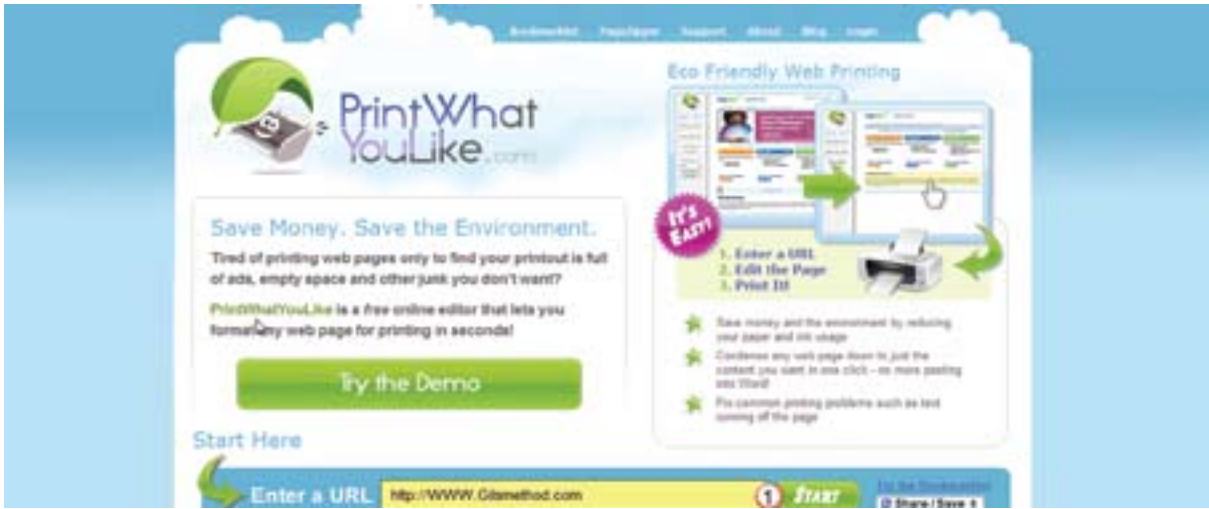 Bookmarklet PageZipper Support About Blog Login
PrintWhat
YouLike.com
Eco Friendly Web Printing
It's
Easy!
1. Enter a URL
2. Edit the Page
3. Print It!
Save Money. Save the Environment.
Tired of printing web pages only to find your printout is full
of ads, empty space and other junk you don't want?
PrintWhatYouLike is a free online editor that lets you
format any web page for printing in seconds!
Try the Demo
Save money and the environment by reducing
your paper and ink usage
Condense any web page down to just the
content you want in one click - no more pasting
into Word!
Fix common printing problems such as text
running off the page
Start Here
Enter a URL
http://WWW.Gilsmethod.com
1
Start
Share / Save